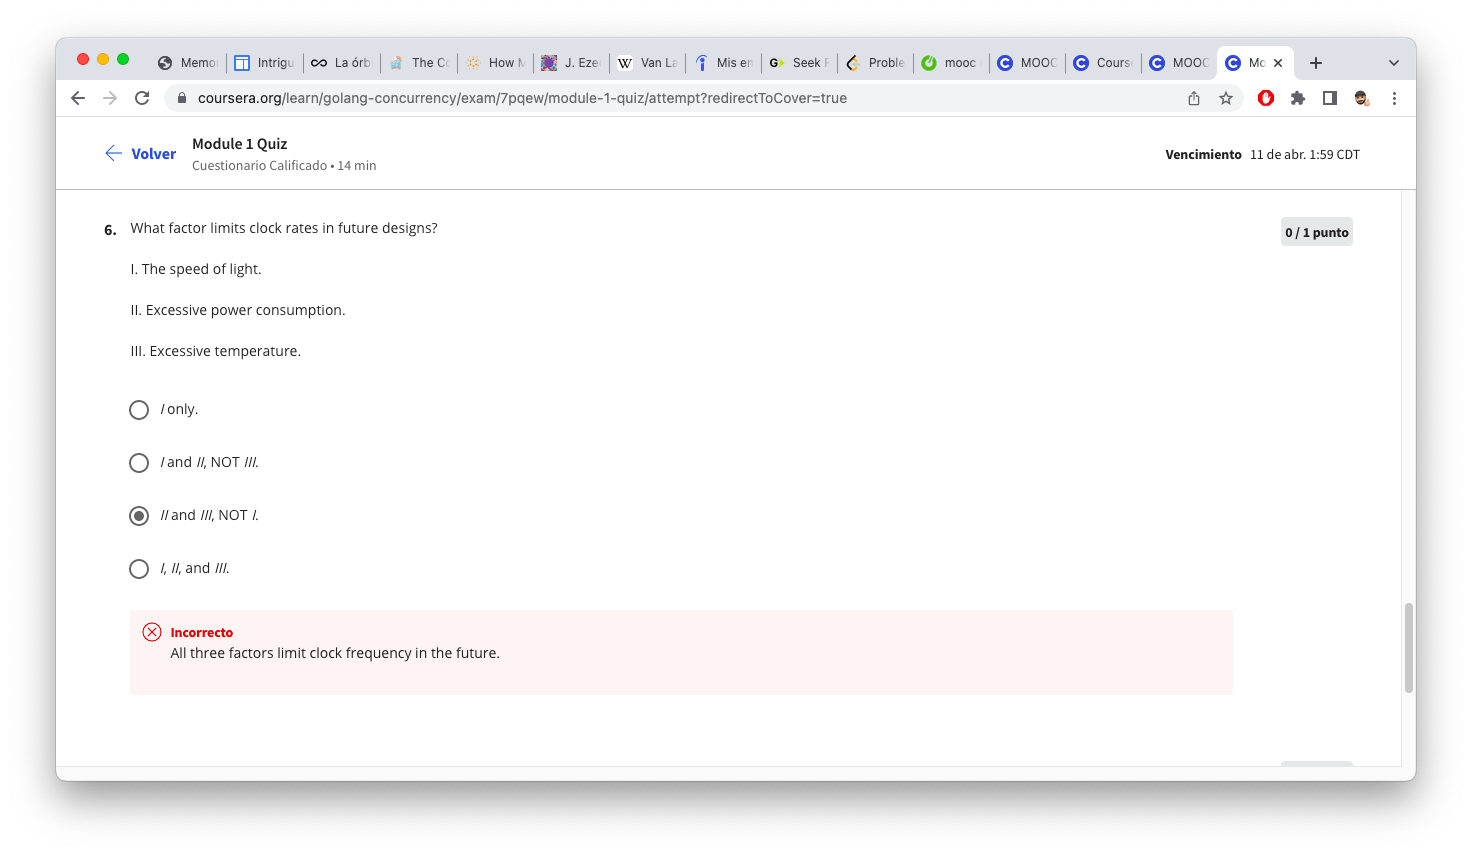 Memo Intrigu La órb The C How M J. Eze Van La Mis en Seek Proble mooc MOOC Cours MOOC Mo
coursera.org/learn/golang-concurrency/exam/7pqew/module-1-quiz/attempt?redirectToCover=true
Volver
Module 1 Quiz
Cuestionario Calificado • 14 min
Vencimiento 11 de abr. 1:59 CDT
6. What factor limits clock rates in future designs?
0 / 1 punto
I. The speed of light.
II. Excessive power consumption.
III. Excessive temperature.
I only.
I and II, NOT III.
II and III, NOT I.
I, II, and III.
Incorrecto
All three factors limit clock frequency in the future.